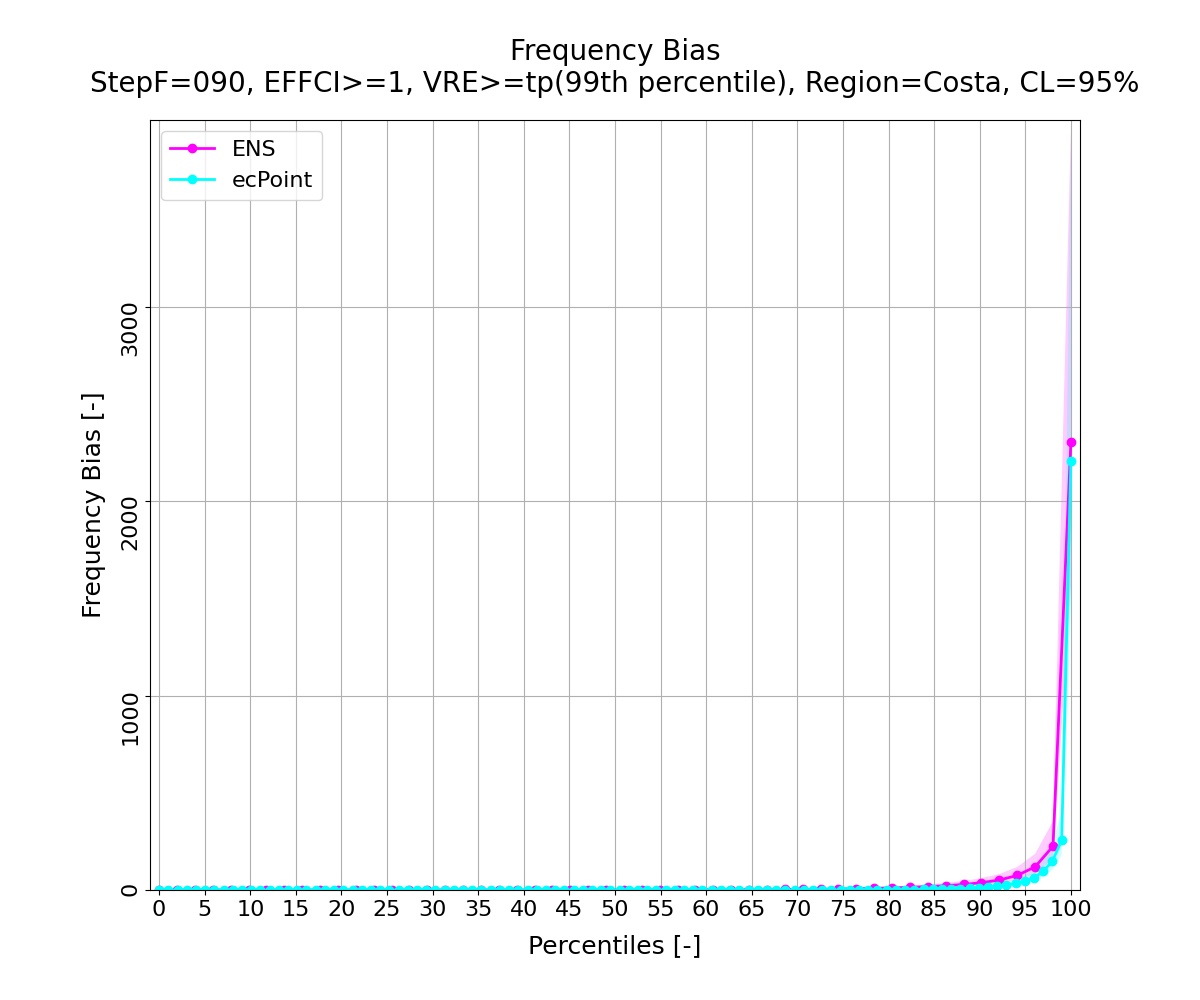 Frequency Bias
StepF=090, EFFCI>=1, VRE>=tp(99th percentile), Region=Costa, CL=95%
ENS
ecPoint
Frequency Bias [-]
3000
2000
1000
0
0 5 10 15 20 25 30 35 40 45 50 55 60 65 70 75 80 85 90 95 100
Percentiles [-]